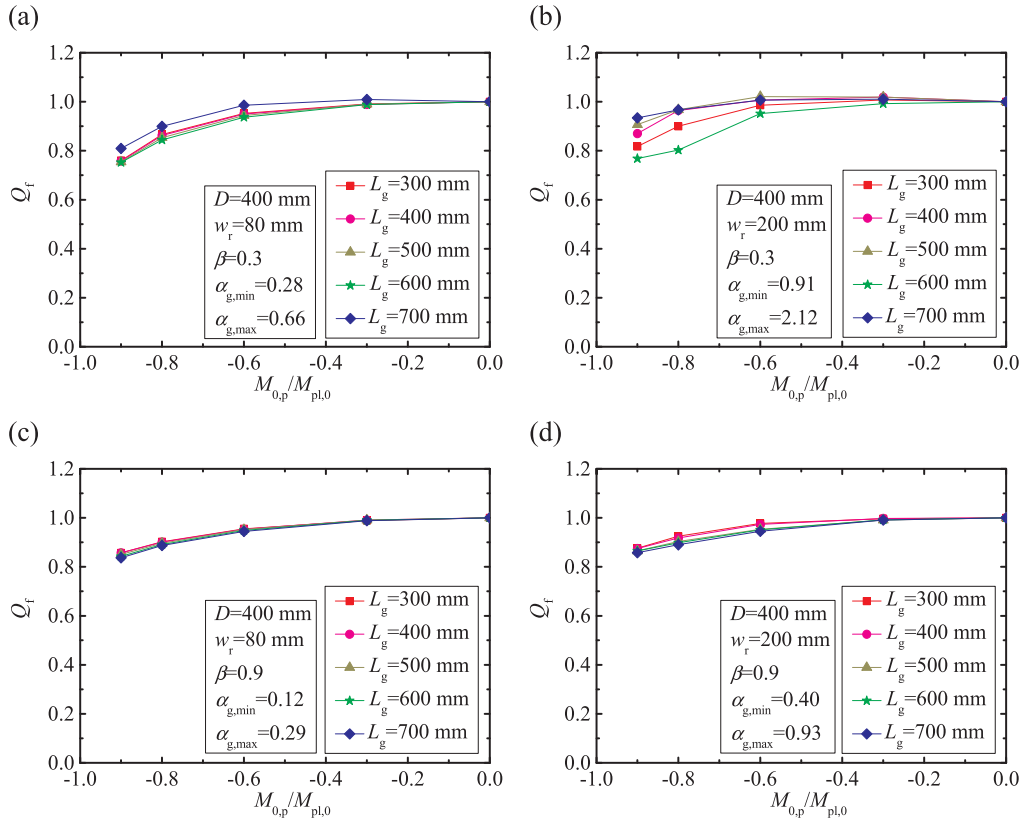 (a)
1.2
1.0
0.8
0.6
0.4
0.2
0.0
Q_f
D=400 mm
w_r=80 mm
β=0.3
α_g,min=0.28
α_g,max=0.66
L_g=300 mm
L_g=400 mm
L_g=500 mm
L_g=600 mm
L_g=700 mm
-1.0 -0.8 -0.6 -0.4 -0.2 0.0
M_0,p/M_pl,0
(b)
1.2
1.0
0.8
0.6
0.4
0.2
0.0
Q_f
D=400 mm
w_r=200 mm
β=0.3
α_g,min=0.91
α_g,max=2.12
L_g=300 mm
L_g=400 mm
L_g=500 mm
L_g=600 mm
L_g=700 mm
-1.0 -0.8 -0.6 -0.4 -0.2 0.0
M_0,p/M_pl,0
(c)
1.2
1.0
0.8
0.6
0.4
0.2
0.0
Q_f
D=400 mm
w_r=80 mm
β=0.9
α_g,min=0.12
α_g,max=0.29
L_g=300 mm
L_g=400 mm
L_g=500 mm
L_g=600 mm
L_g=700 mm
-1.0 -0.8 -0.6 -0.4 -0.2 0.0
M_0,p/M_pl,0
(d)
1.2
1.0
0.8
0.6
0.4
0.2
0.0
Q_f
D=400 mm
w_r=200 mm
β=0.9
α_g,min=0.40
α_g,max=0.93
L_g=300 mm
L_g=400 mm
L_g=500 mm
L_g=600 mm
L_g=700 mm
-1.0 -0.8 -0.6 -0.4 -0.2 0.0
M_0,p/M_pl,0